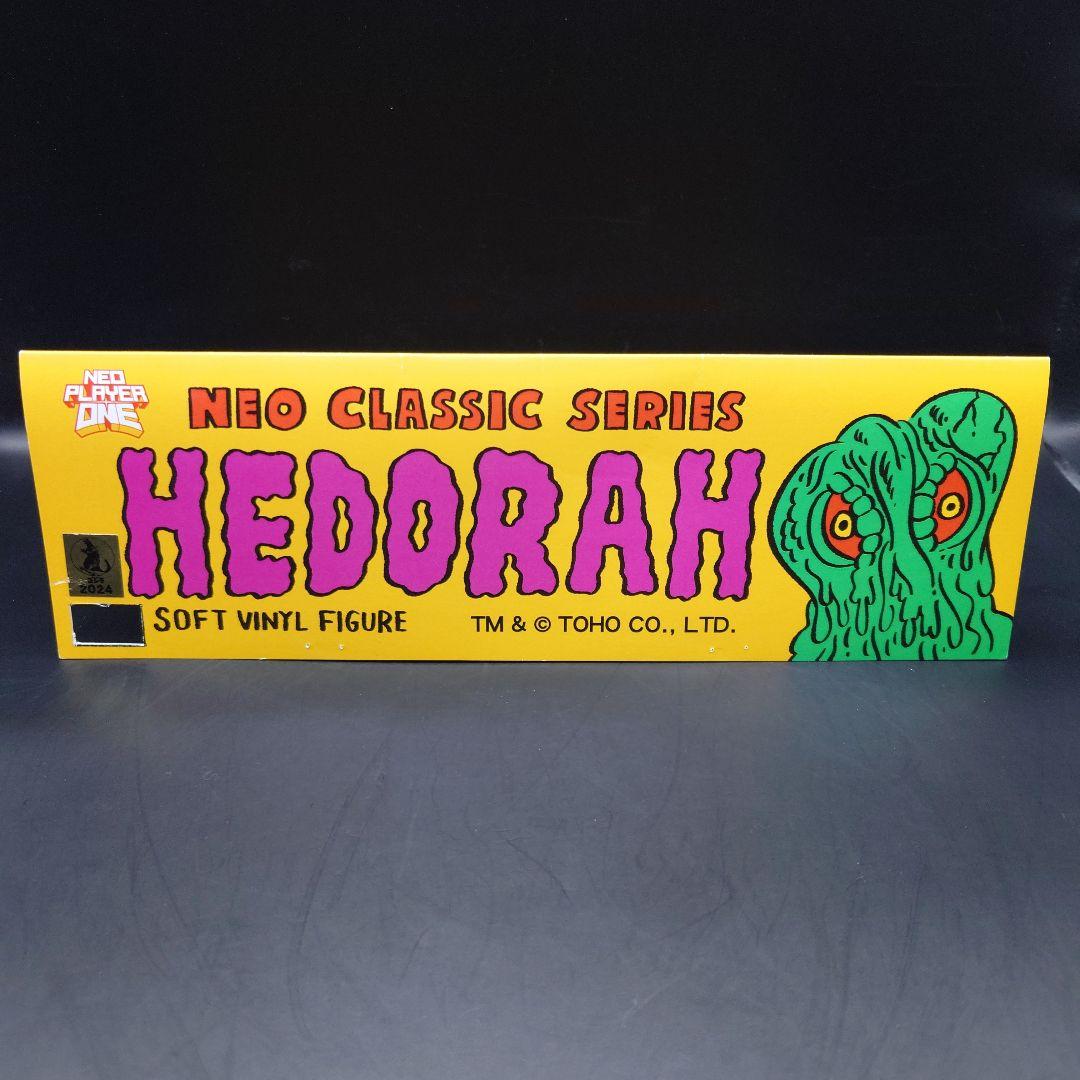 NEO
PLAYER
ONE
NEO CLASSIC SERIES
HEDORAH
2024
SOFT VINYL FIGURE
TM & © TOHO CO., LTD.